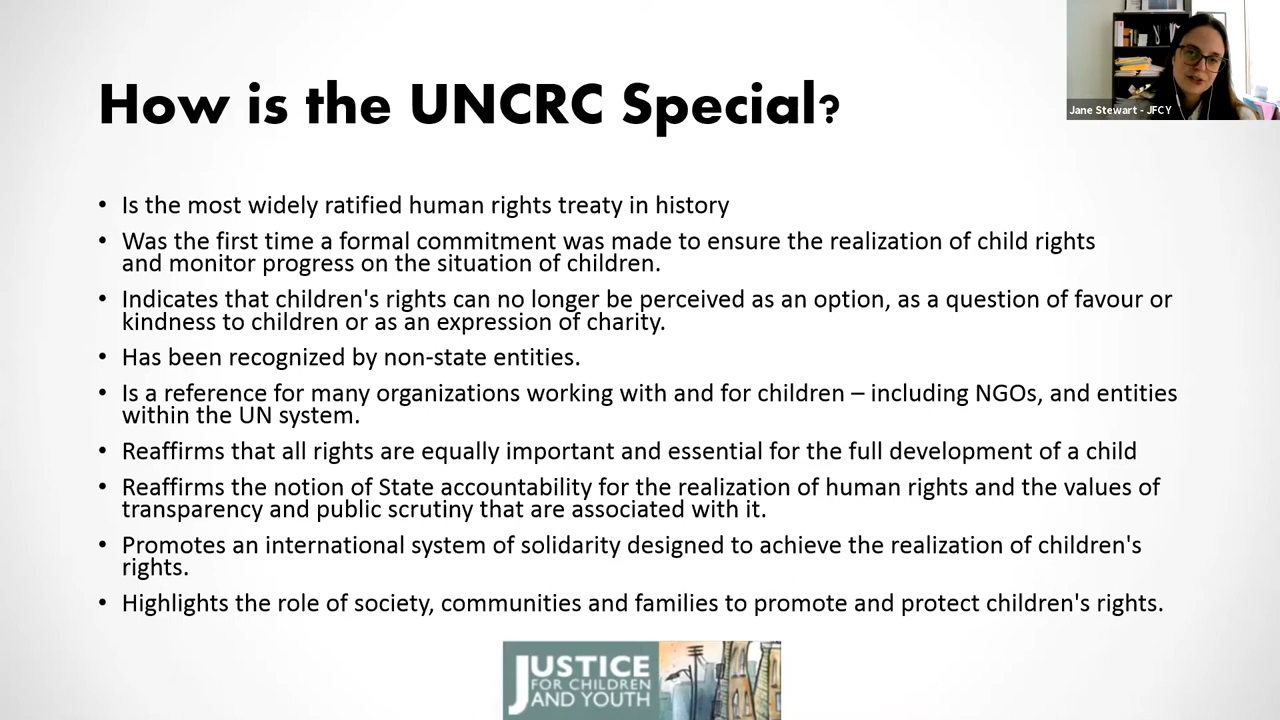 Jane Stewart - JFCY
How is the UNCRC Special?
• Is the most widely ratified human rights treaty in history
• Was the first time a formal commitment was made to ensure the realization of child rights
and monitor progress on the situation of children.
• Indicates that children's rights can no longer be perceived as an option, as a question of favour or
kindness to children or as an expression of charity.
• Has been recognized by non-state entities.
• Is a reference for many organizations working with and for children – including NGOs, and entities
within the UN system.
• Reaffirms that all rights are equally important and essential for the full development of a child
• Reaffirms the notion of State accountability for the realization of human rights and the values of
transparency and public scrutiny that are associated with it.
• Promotes an international system of solidarity designed to achieve the realization of children's
rights.
• Highlights the role of society, communities and families to promote and protect children's rights.
JUSTICE
FOR CHILDREN
AND YOUTH